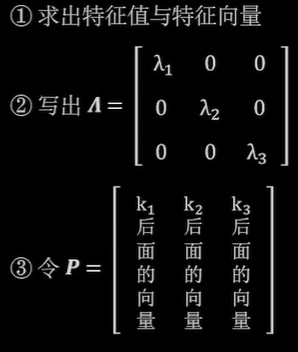 ① 求出特征值与特征向量
② 写出 Λ = [ λ₁ 0 0
0 λ₂ 0
0 0 λ₃ ]
③ 令 P = [ k₁后面的向量 k₂后面的向量 k₃后面的向量 ]